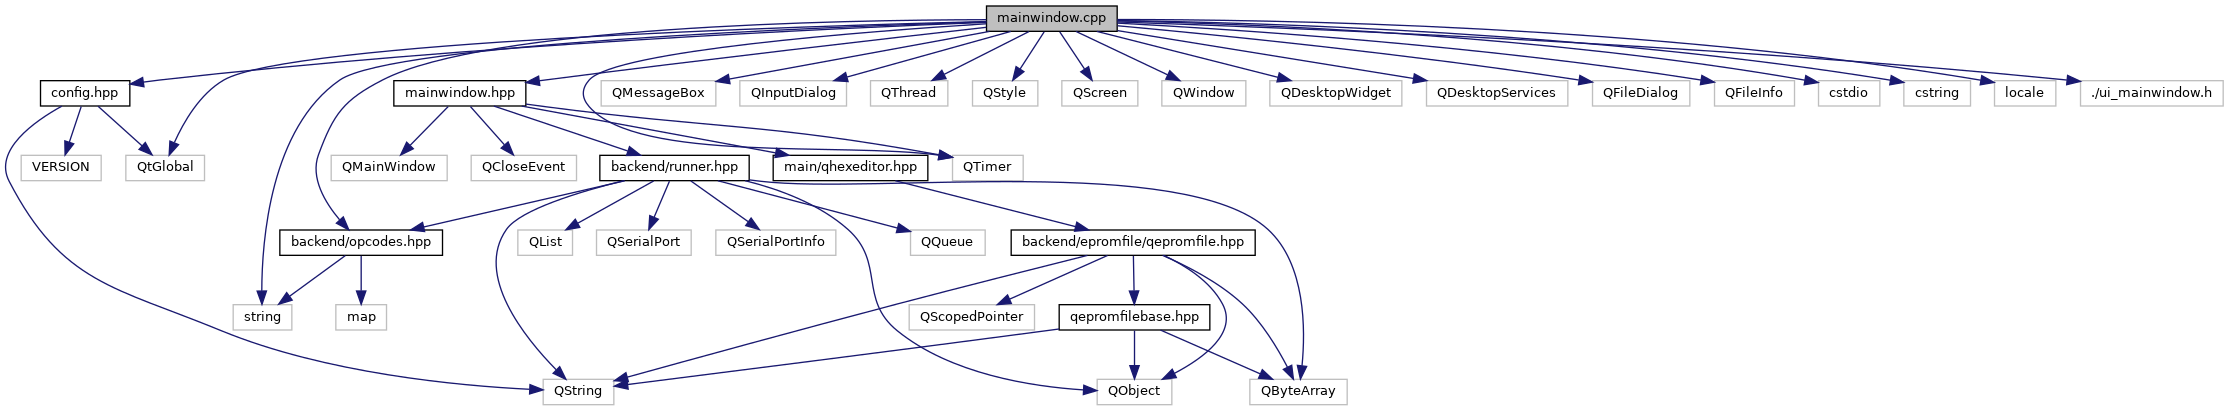 mainwindow.cpp
config.hpp
mainwindow.hpp
QMessageBox
QInputDialog
QThread
QStyle
QScreen
QWindow
QDesktopWidget
QDesktopServices
QFileDialog
QFileInfo
cstdio
cstring
locale
./ui_mainwindow.h
VERSION
QtGlobal
QMainWindow
QCloseEvent
backend/runner.hpp
main/qhexeditor.hpp
QTimer
backend/opcodes.hpp
QList
QSerialPort
QSerialPortInfo
QQueue
backend/epromfile/qepromfile.hpp
string
map
QScopedPointer
qepromfilebase.hpp
QString
QObject
QByteArray